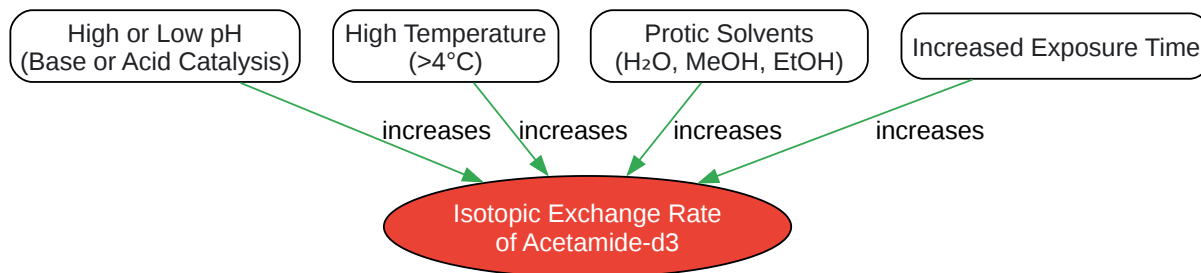 High or Low pH
(Base or Acid Catalysis)
High Temperature
(>4°C)
Protic Solvents
(H₂O, MeOH, EtOH)
Increased Exposure Time
increases
increases
increases
increases
Isotopic Exchange Rate
of Acetamide-d3